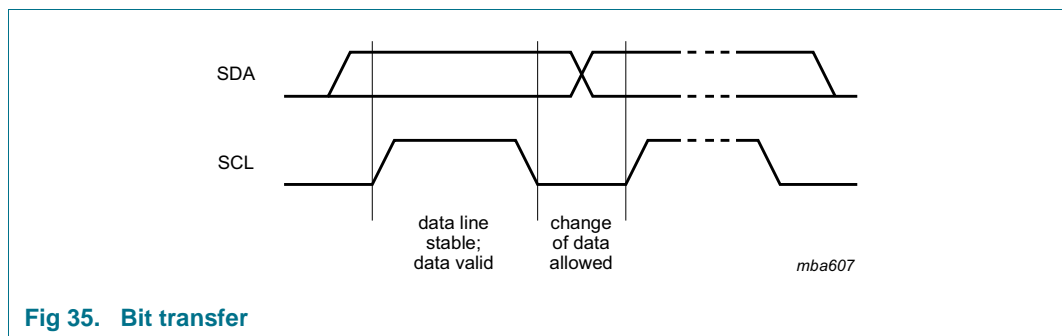 SDA
SCL
data line
stable;
data valid
change
of data
allowed
mba607
Fig 35. Bit transfer